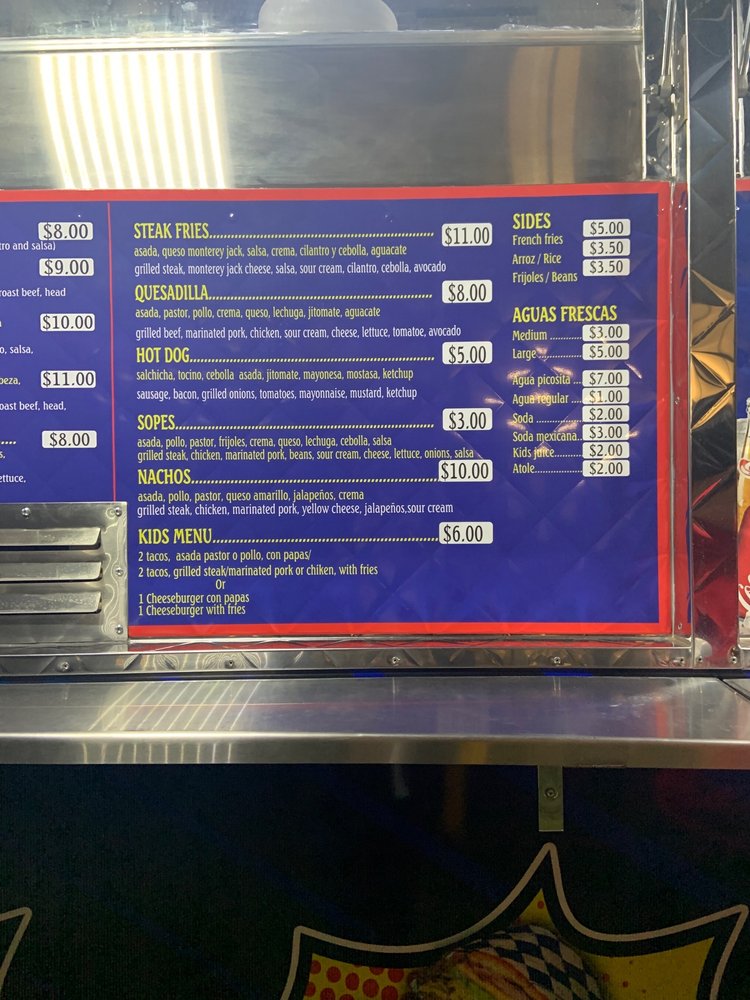 $8.00
tro and salsa)
$9.00
roast beef, head
$10.00
o, salsa,
beza,
$11.00
oast beef, head,
.... $8.00
s,
ettuce,
STEAK FRIES.......................................................... $11.00
asada, queso monterey jack, salsa, crema, cilantro y cebolla, aguacate
grilled steak, monterey jack cheese, salsa, sour cream, cilantro, cebolla, avocado
QUESADILLA.......................................................... $8.00
asada, pastor, pollo, crema, queso, lechuga, jitomate, aguacate
grilled beef, marinated pork, chicken, sour cream, cheese, lettuce, tomatoe, avocado
HOT DOG.......................................................... $5.00
salchicha, tocino, cebolla asada, jitomate, mayonesa, mostasa, ketchup
sausage, bacon, grilled onions, tomatoes, mayonnaise, mustard, ketchup
SOPES.......................................................... $3.00
asada, pollo, pastor, frijoles, crema, queso, lechuga, cebolla, salsa
grilled steak, chicken, marinated pork, beans, sour cream, cheese, lettuce, onions, salsa
NACHOS.......................................................... $10.00
asada, pollo, pastor, queso amarillo, jalapeños, crema
grilled steak, chicken, marinated pork, yellow cheese, jalapeños,sour cream
KIDS MENU.......................................................... $6.00
2 tacos, asada pastor o pollo, con papas/
2 tacos, grilled steak/marinated pork or chiken, with fries
Or
1 Cheeseburger con papas
1 Cheeseburger with fries
SIDES
French fries $5.00
Arroz / Rice $3.50
Frijoles / Beans $3.50
AGUAS FRESCAS
Medium .......... $3.00
Large ............. $5.00
Agua picosita ... $7.00
Agua regular .... $1.00
Soda ............... $2.00
Soda mexicana.. $3.00
Kids juice......... $2.00
Atole............... $2.00